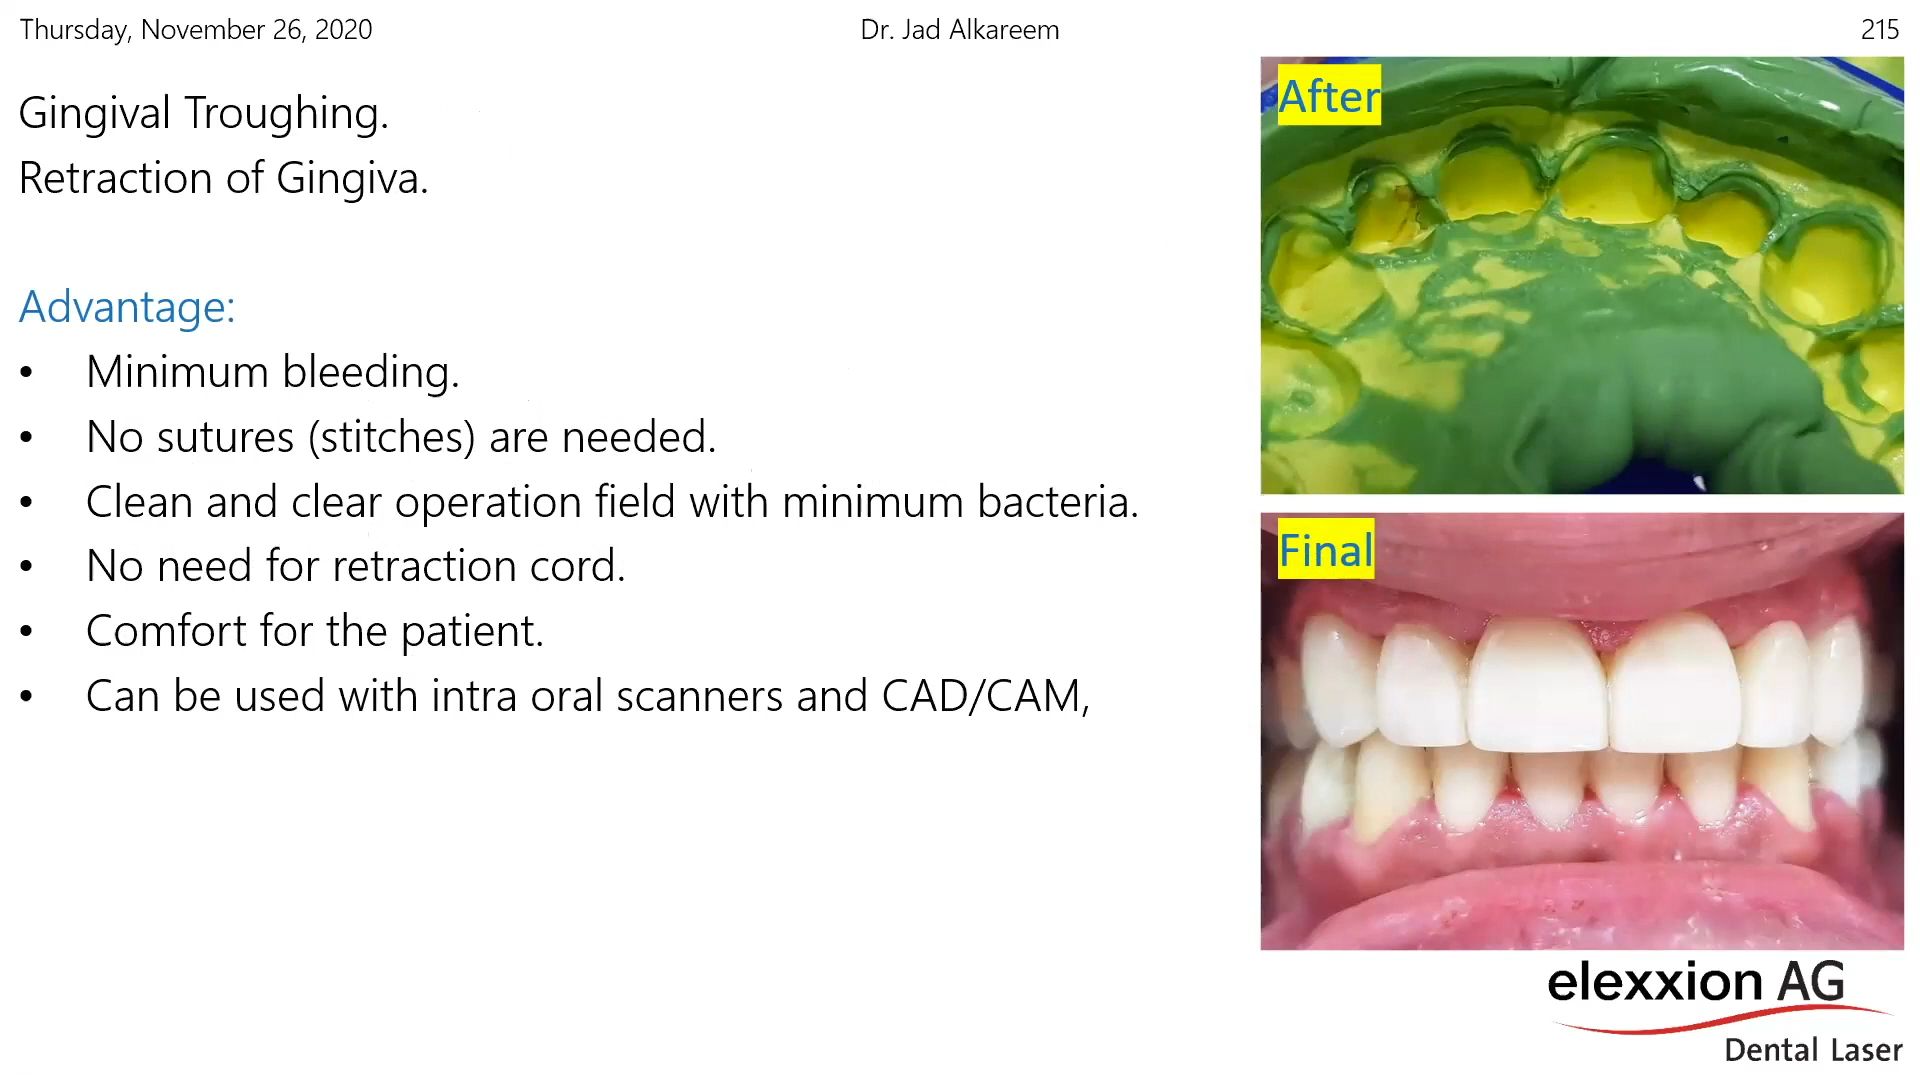 Thursday, November 26, 2020
Dr. Jad Alkareem
215
Gingival Troughing.
Retraction of Gingiva.
Advantage:
• Minimum bleeding.
• No sutures (stitches) are needed.
• Clean and clear operation field with minimum bacteria.
• No need for retraction cord.
• Comfort for the patient.
• Can be used with intra oral scanners and CAD/CAM,
After
Final
elexxion AG
Dental Laser